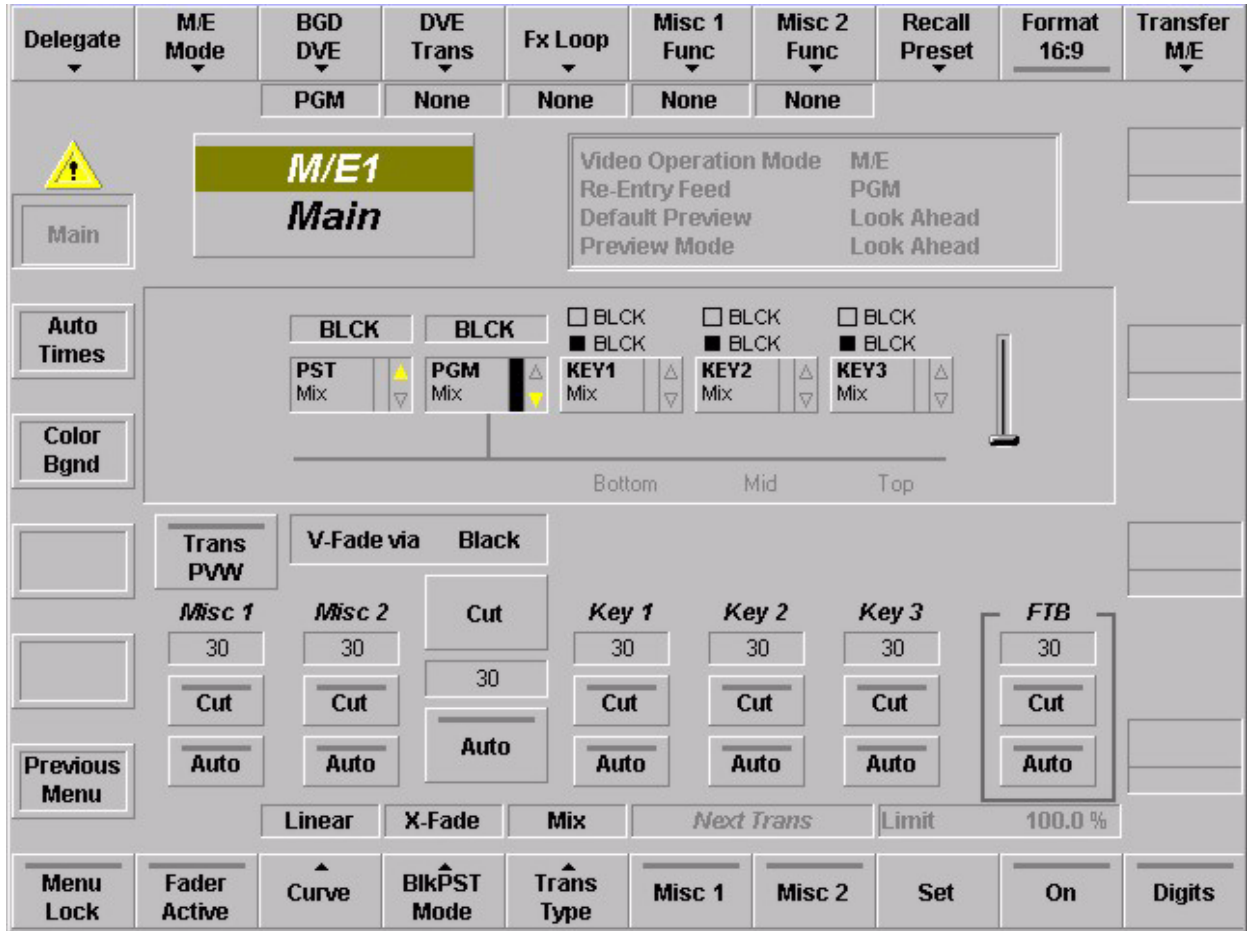 Delegate
M/E
Mode
BGD
DVE
DVE
Trans
Fx Loop
Misc 1
Func
Misc 2
Func
Recall
Preset
Format
16:9
Transfer
M/E
PGM
None
None
None
None
!
Main
M/E1
Main
Video Operation Mode M/E
Re-Entry Feed PGM
Default Preview Look Ahead
Preview Mode Look Ahead
Auto
Times
BLCK
BLCK
BLCK
BLCK
BLCK
BLCK
BLCK
BLCK
PST
Mix
PGM
Mix
KEY1
Mix
KEY2
Mix
KEY3
Mix
Color
Bgnd
Bottom
Mid
Top
Trans
PVW
V-Fade via Black
Misc 1
30
Cut
Auto
Misc 2
30
Cut
Auto
Cut
30
Auto
Key 1
30
Cut
Auto
Key 2
30
Cut
Auto
Key 3
30
Cut
Auto
FTB
30
Cut
Auto
Previous
Menu
Linear
X-Fade
Mix
Next Trans
Limit 100.0 %
Menu
Lock
Fader
Active
Curve
BlkPST
Mode
Trans
Type
Misc 1
Misc 2
Set
On
Digits